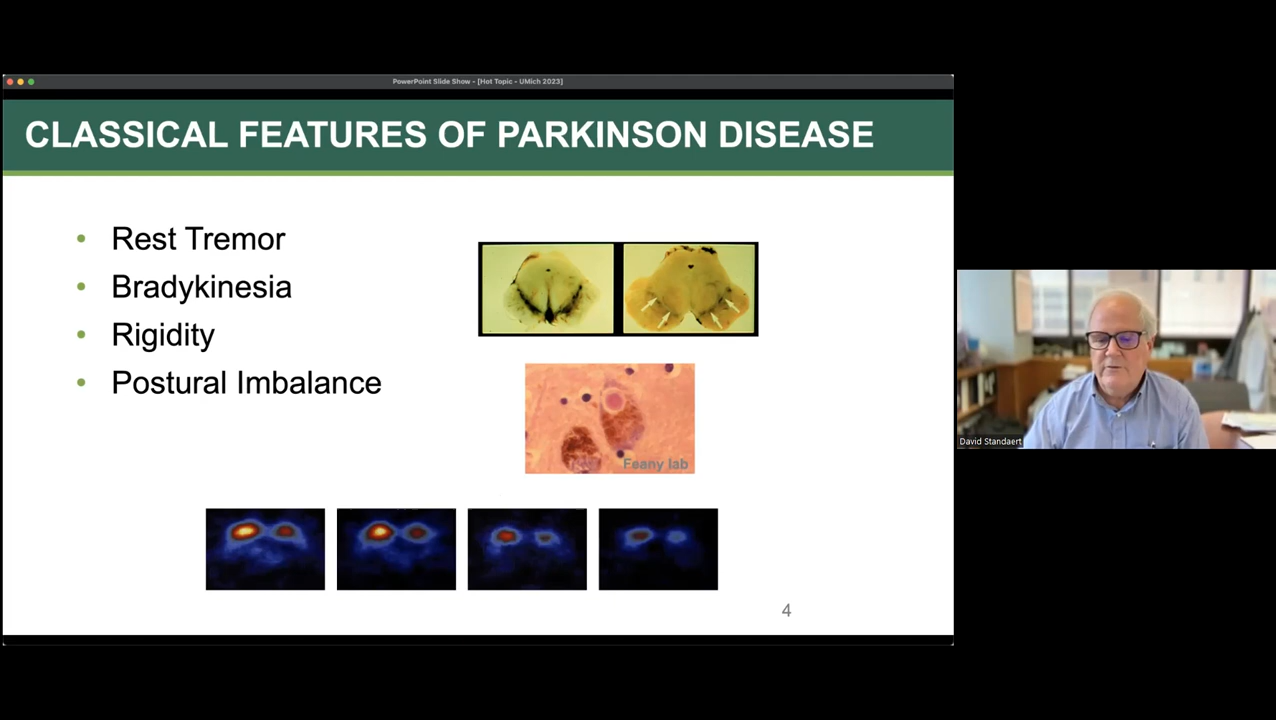 PowerPoint Slide Show - [Hot Topic - UMich 2023]
CLASSICAL FEATURES OF PARKINSON DISEASE
• Rest Tremor
• Bradykinesia
• Rigidity
• Postural Imbalance
Feany lab
4
David Standaert